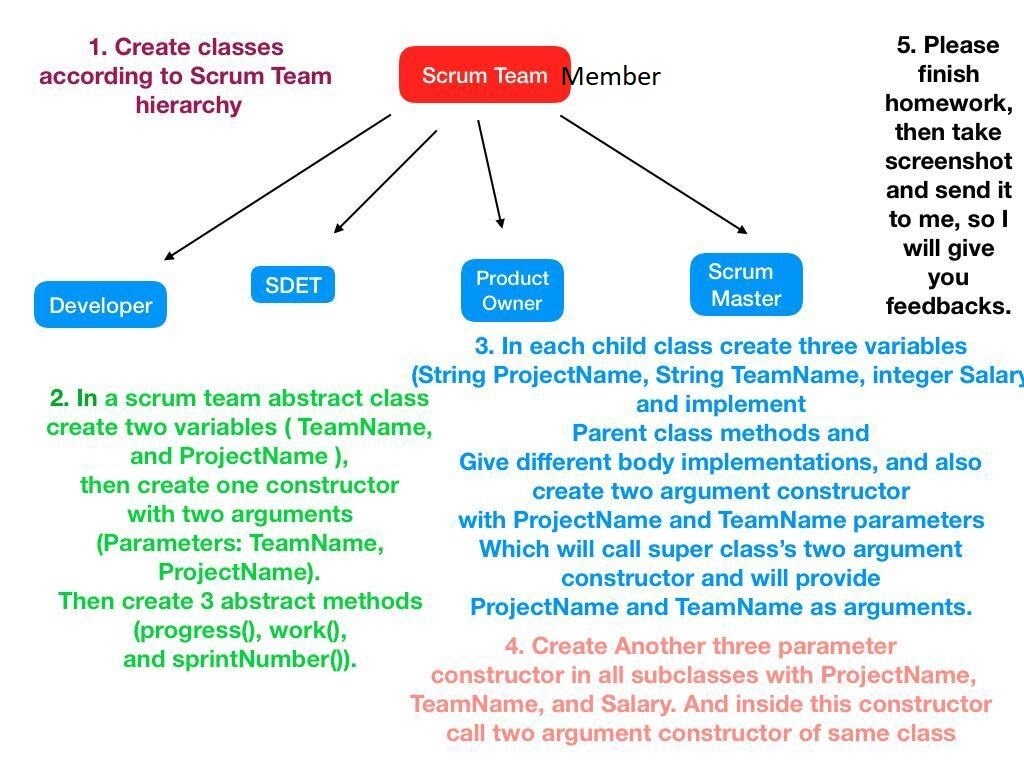 1. Create classes
according to Scrum Team
hierarchy
Scrum Team Member
5. Please
finish
homework,
then take
screenshot
and send it
to me, so I
will give
you
feedbacks.
Developer
SDET
Product
Owner
Scrum
Master
2. In a scrum team abstract class
create two variables ( TeamName,
and ProjectName ),
then create one constructor
with two arguments
(Parameters: TeamName,
ProjectName).
Then create 3 abstract methods
(progress(), work(),
and sprintNumber()).
3. In each child class create three variables
(String ProjectName, String TeamName, integer Salary
and implement
Parent class methods and
Give different body implementations, and also
create two argument constructor
with ProjectName and TeamName parameters
Which will call super class’s two argument
constructor and will provide
ProjectName and TeamName as arguments.
4. Create Another three parameter
constructor in all subclasses with ProjectName,
TeamName, and Salary. And inside this constructor
call two argument constructor of same class